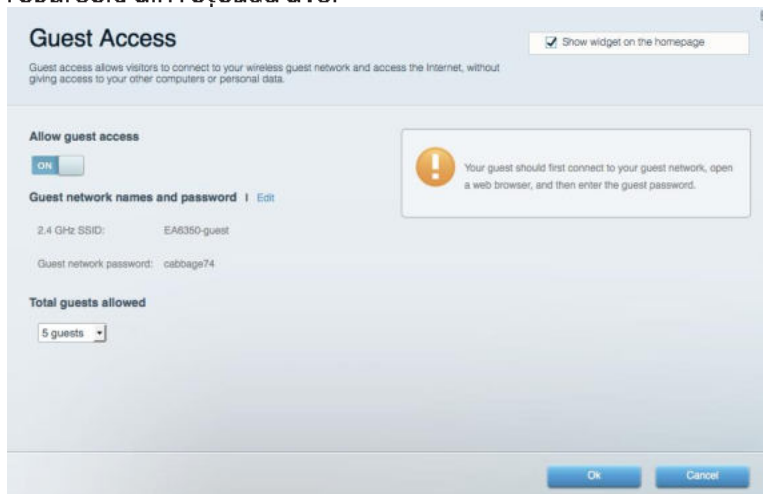 Guest Access
Show widget on the homepage
Guest access allows visitors to connect to your wireless guest network and access the Internet, without
giving access to your other computers or personal data.
Allow guest access
ON
Your guest should first connect to your guest network, open
a web browser, and then enter the guest password.
Guest network names and password | Edit
2.4 GHz SSID: EA6350-guest
Guest network password: cabbage74
Total guests allowed
5 guests
Ok Cancel